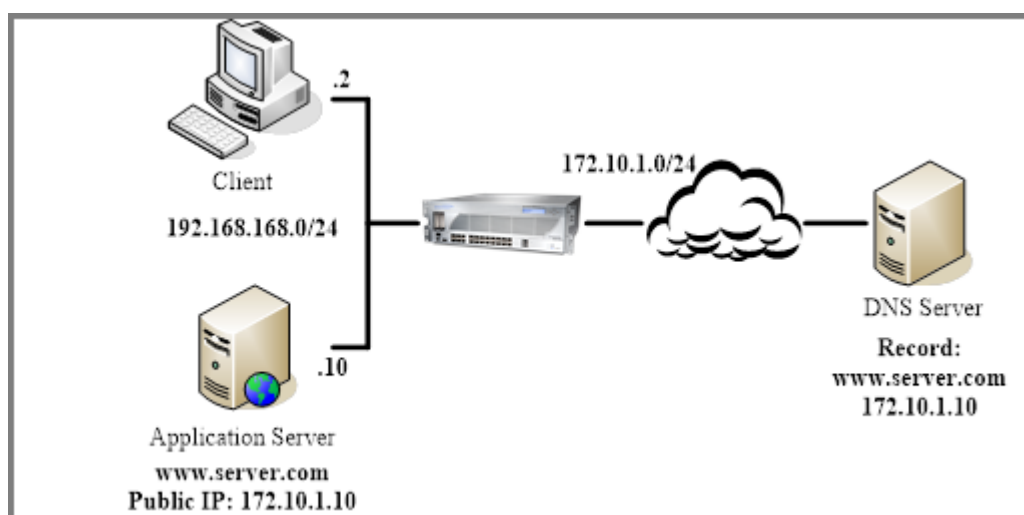 .2
Client
192.168.168.0/24
172.10.1.0/24
.10
Application Server
www.server.com
Public IP: 172.10.1.10
DNS Server
Record:
www.server.com
172.10.1.10